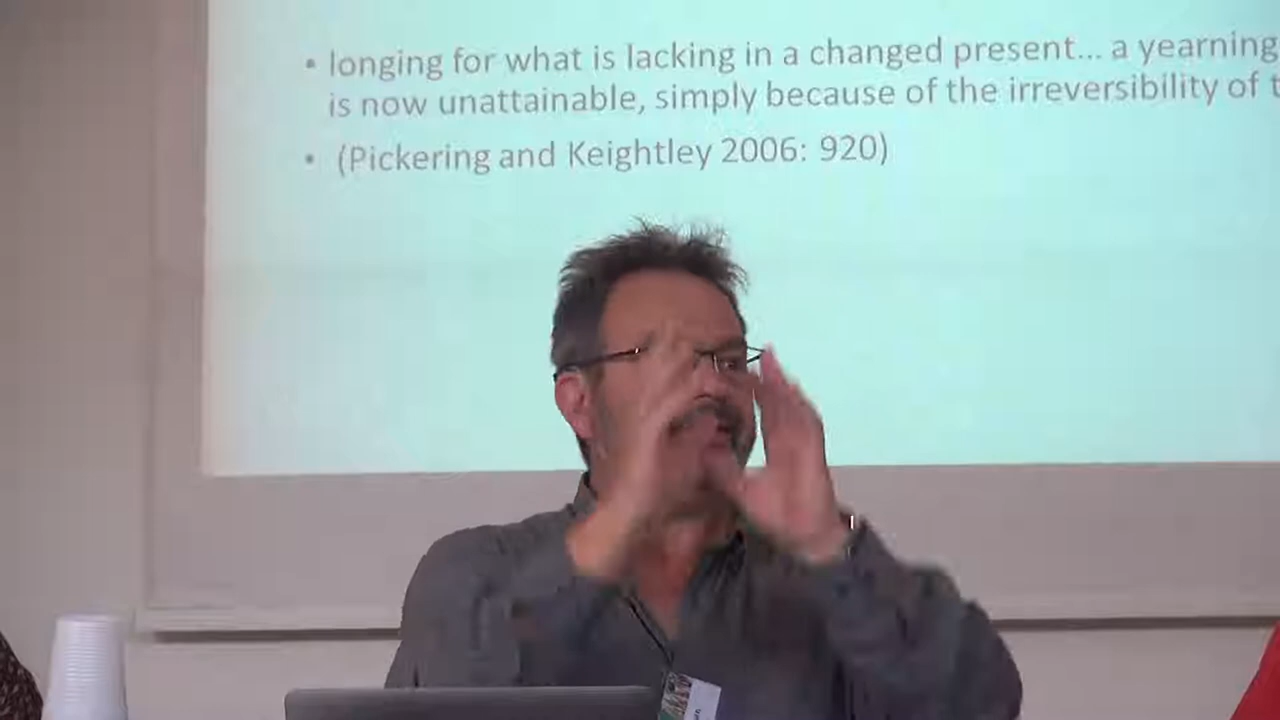 • longing for what is lacking in a changed present... a yearning
is now unattainable, simply because of the irreversibility of
• (Pickering and Keightley 2006: 920)